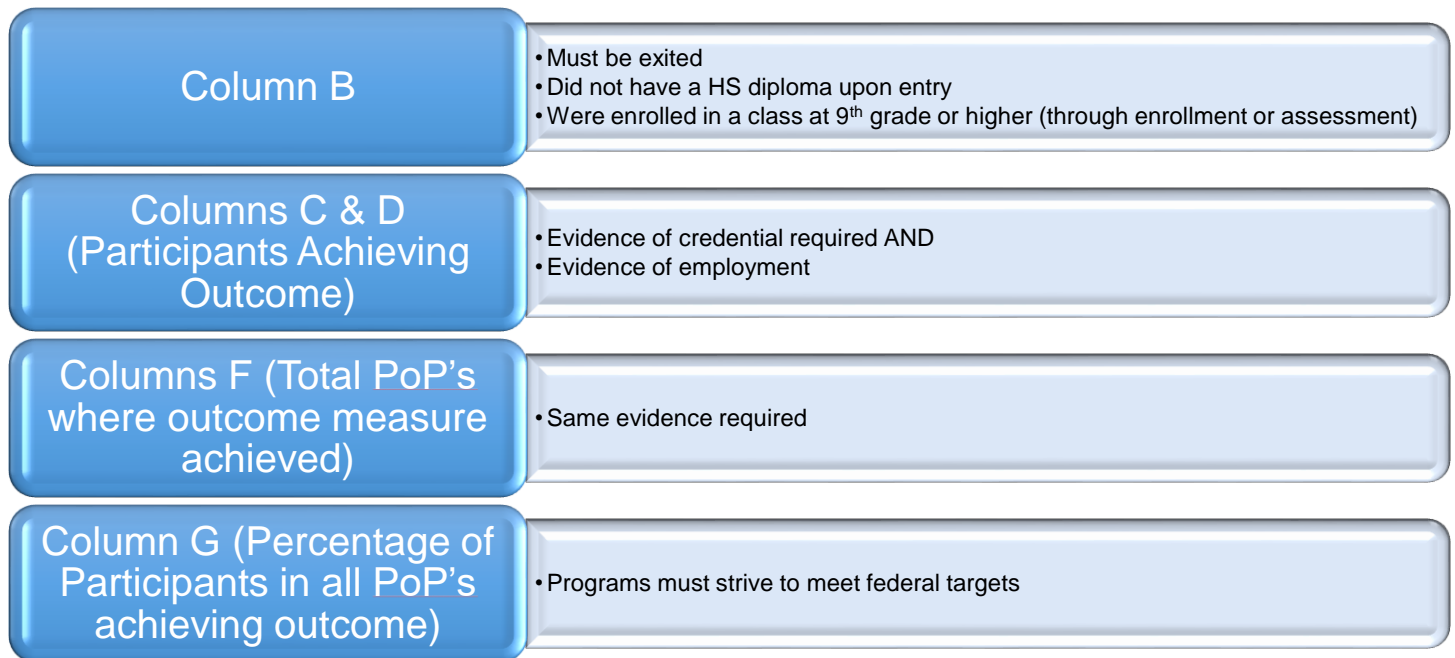 Column B
• Must be exited
• Did not have a HS diploma upon entry
• Were enrolled in a class at 9th grade or higher (through enrollment or assessment)
Columns C & D
(Participants Achieving
Outcome)
• Evidence of credential required AND
• Evidence of employment
Columns F (Total PoP’s
where outcome measure
achieved)
• Same evidence required
Column G (Percentage of
Participants in all PoP’s
achieving outcome)
• Programs must strive to meet federal targets